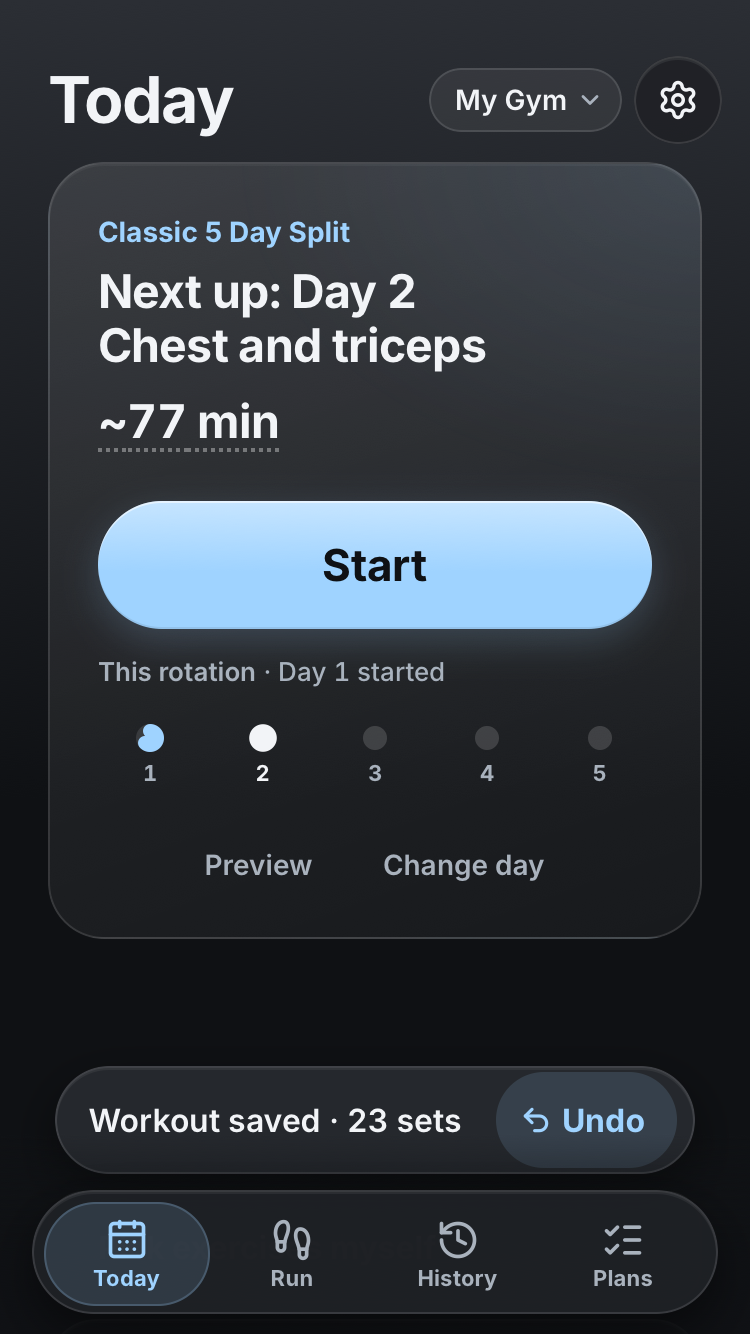 Today
My Gym
Classic 5 Day Split
Next up: Day 2
Chest and triceps
~77 min
Start
This rotation · Day 1 started
1 2 3 4 5
Preview Change day
Workout saved · 23 sets Undo
Today Run History Plans